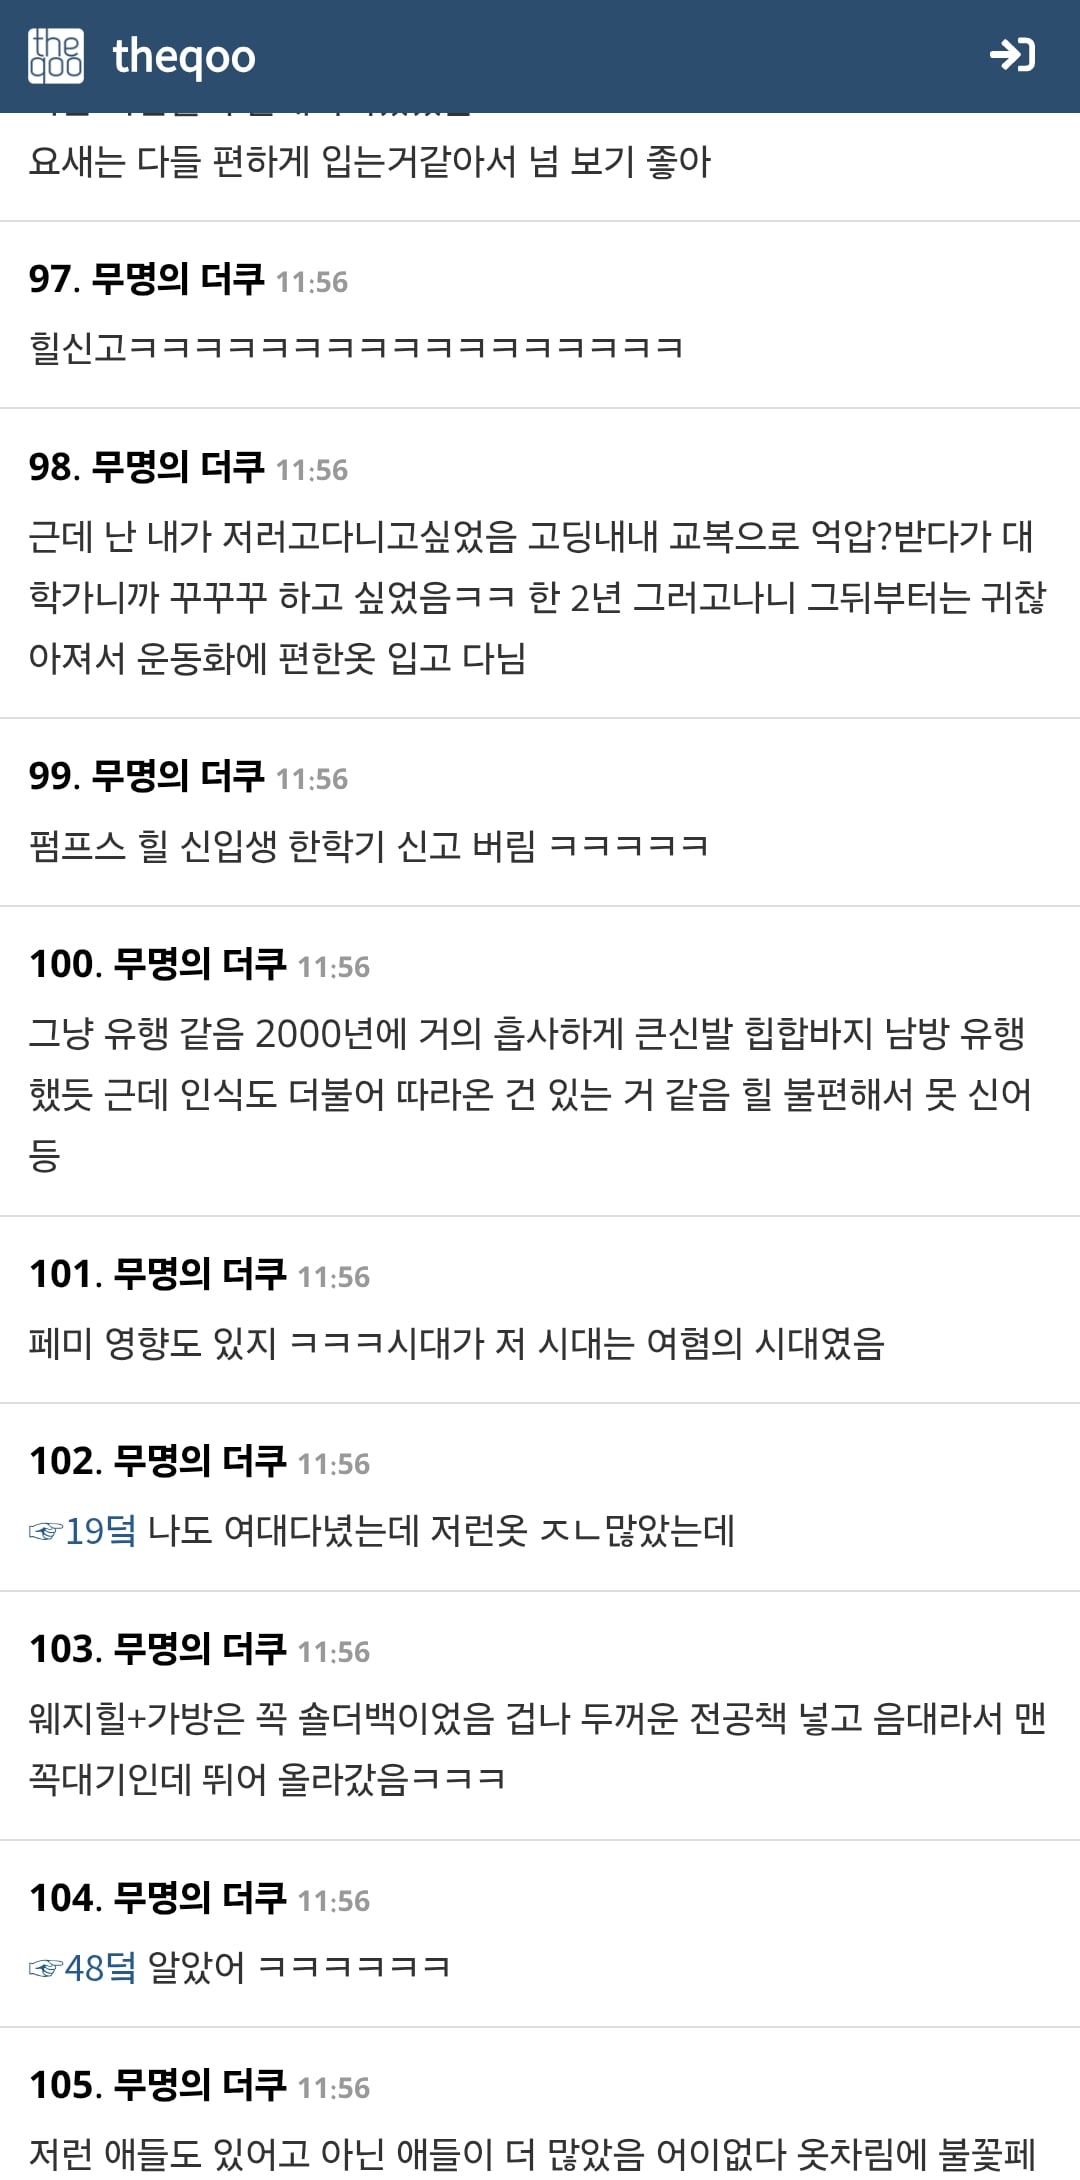 the
qoo
theqoo
요새는 다들 편하게 입는거같아서 넘 보기 좋아
97. 무명의 더쿠 11:56
힐신고ㅋㅋㅋㅋㅋㅋㅋㅋㅋㅋㅋㅋㅋㅋㅋㅋㅋ
98. 무명의 더쿠 11:56
근데 난 내가 저러고다니고싶었음 고딩내내 교복으로 억압?받다가 대
학가니까 꾸꾸꾸 하고 싶었음ㅋㅋ 한 2년 그러고나니 그뒤부터는 귀찮
아져서 운동화에 편한옷 입고 다님
99. 무명의 더쿠 11:56
펌프스 힐 신입생 한학기 신고 버림 ㅋㅋㅋㅋㅋ
100. 무명의 더쿠 11:56
그냥 유행 같음 2000년에 거의 흡사하게 큰신발 힙합바지 남방 유행
했듯 근데 인식도 더불어 따라온 건 있는 거 같음 힐 불편해서 못 신어
등
101. 무명의 더쿠 11:56
페미 영향도 있지 ㅋㅋㅋ시대가 저 시대는 여혐의 시대였음
102. 무명의 더쿠 11:56
☞19덬 나도 여대다녔는데 저런옷 ㅈㄴ많았는데
103. 무명의 더쿠 11:56
웨지힐+가방은 꼭 숄더백이었음 겁나 두꺼운 전공책 넣고 음대라서 맨
꼭대기인데 뛰어 올라갔음ㅋㅋㅋ
104. 무명의 더쿠 11:56
☞48덬 알았어 ㅋㅋㅋㅋㅋㅋ
105. 무명의 더쿠 11:56
저런 애들도 있어고 아닌 애들이 더 많았음 어이없다 옷차림에 불꽃페